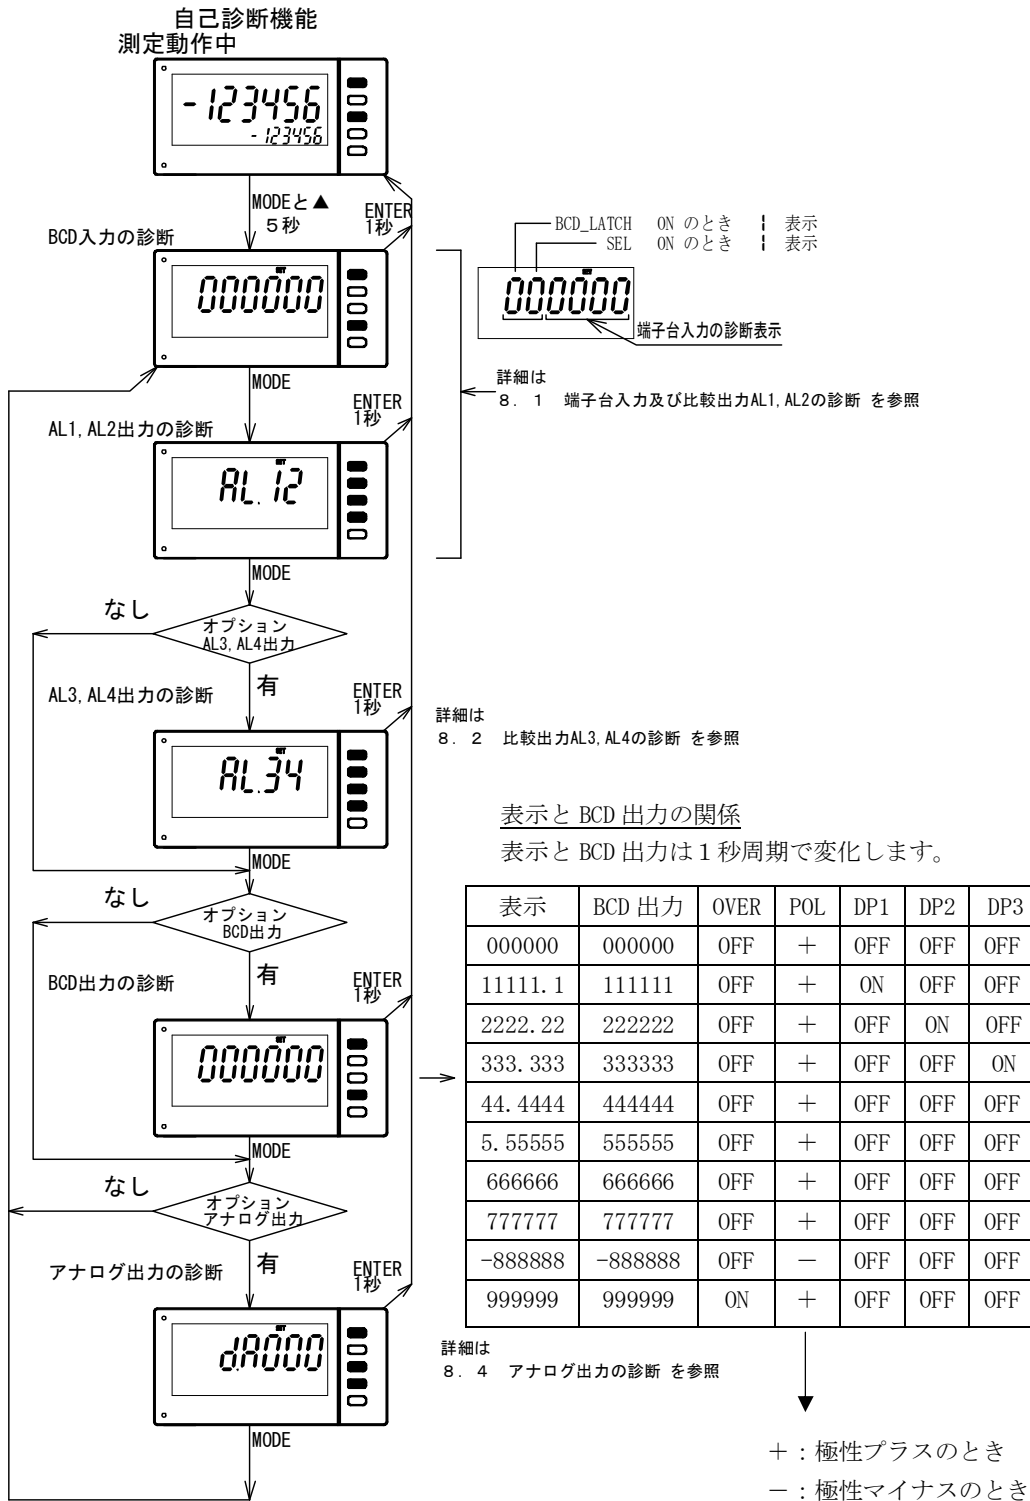 自己診断機能
測定動作中
-123456
-123456
MODEと▲
5秒
ENTER
1秒
BCD_LATCH ON のとき ¦ 表示
SEL ON のとき ¦ 表示
BCD入力の診断
SET
000000
SET
000000
端子台入力の診断表示
MODE
詳細は
8. 1 端子台入力及び比較出力AL1,AL2の診断 を参照
ENTER
1秒
AL1,AL2出力の診断
SET
AL.12
MODE
なし
オプション
AL3,AL4出力
有
AL3,AL4出力の診断
ENTER
1秒
詳細は
8. 2 比較出力AL3,AL4の診断 を参照
SET
AL.34
MODE
なし
オプション
BCD出力
有
BCD出力の診断
ENTER
1秒
SET
000000
MODE
なし
オプション
アナログ出力
有
アナログ出力の診断
ENTER
1秒
SET
d.A000
MODE
表示と BCD 出力の関係
表示と BCD 出力は１秒周期で変化します。
表示 BCD 出力 OVER POL DP1 DP2 DP3
000000 000000 OFF ＋ OFF OFF OFF
11111.1 111111 OFF ＋ ON OFF OFF
2222.22 222222 OFF ＋ OFF ON OFF
333.333 333333 OFF ＋ OFF OFF ON
44.4444 444444 OFF ＋ OFF OFF OFF
5.55555 555555 OFF ＋ OFF OFF OFF
666666 666666 OFF ＋ OFF OFF OFF
777777 777777 OFF ＋ OFF OFF OFF
-888888 -888888 OFF － OFF OFF OFF
999999 999999 ON ＋ OFF OFF OFF
詳細は
8. 4 アナログ出力の診断 を参照
＋：極性プラスのとき
－：極性マイナスのとき